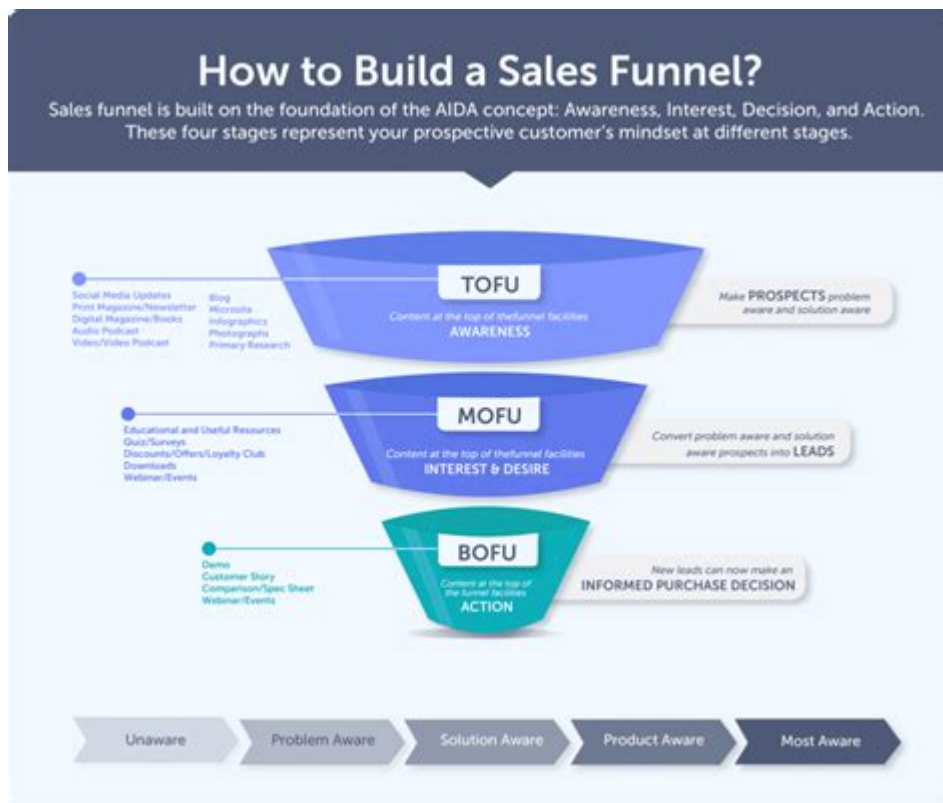 How to Build a Sales Funnel?
Sales funnel is built on the foundation of the AIDA concept: Awareness, Interest, Decision, and Action.
These four stages represent your prospective customer's mindset at different stages.
TOFU
Content at the top of thefunnel facilities
AWARENESS
Social Media Updates
Print Magazine/Newsletter
Digital Magazine/Books
Audio Podcast
Video/Video Podcast
Blog
Microsite
Infographics
Photographs
Primary Research
Make PROSPECTS problem
aware and solution aware
MOFU
Content at the top of thefunnel facilities
INTEREST & DESIRE
Educational and Useful Resources
Quiz/Surveys
Discounts/Offers/Loyalty Club
Downloads
Webinar/Events
Convert problem aware and solution
aware prospects into LEADS
BOFU
Content at the top of
the funnel facilities
ACTION
Demo
Customer Story
Comparison/Spec Sheet
Webinar/Events
New leads can now make an
INFORMED PURCHASE DECISION
Unaware
Problem Aware
Solution Aware
Product Aware
Most Aware